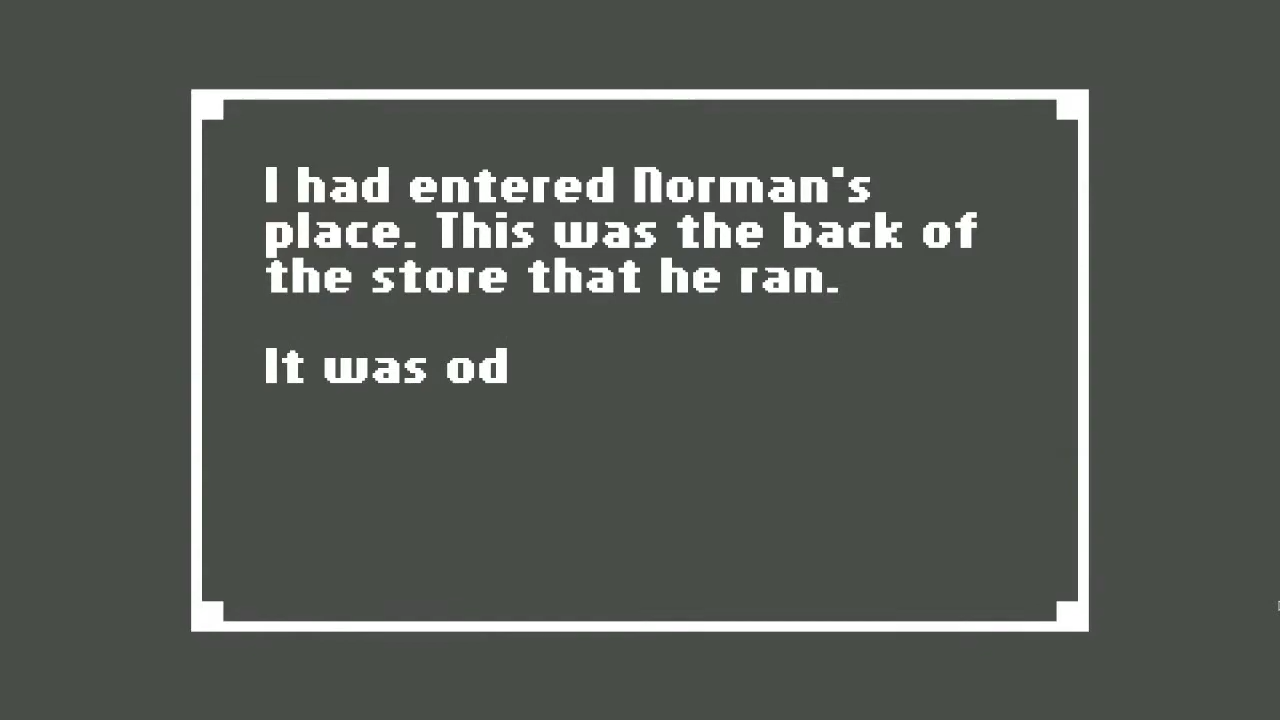 I had entered Norman's
place. This was the back of
the store that he ran.
It was od